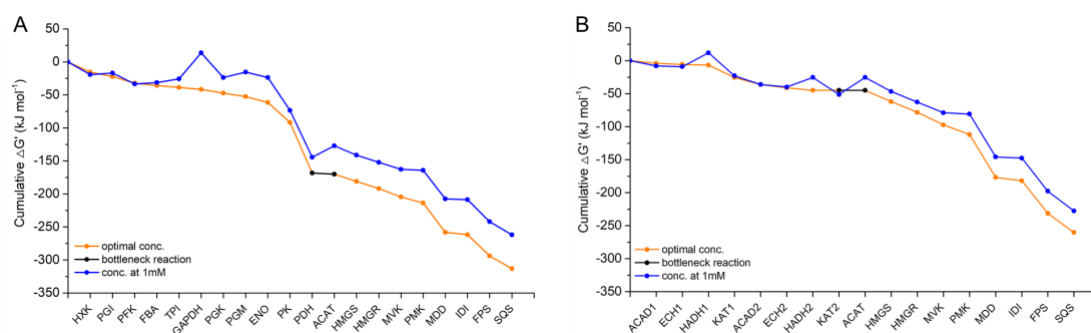 A
Cumulative △G' (kJ mol⁻¹)
50
0
-50
-100
-150
-200
-250
-300
-350
optimal conc.
bottleneck reaction
conc. at 1mM
HXK
PGI
PFK
FBA
TPI
GAPDH
PGK
PGM
ENO
PK
PDH
ACAT
HMGS
HMGR
MVK
PMK
MDD
IDI
FPS
SQS
B
Cumulative △G' (kJ mol⁻¹)
50
0
-50
-100
-150
-200
-250
-300
-350
optimal conc.
bottleneck reaction
conc. at 1mM
ACAD1
ECH1
HADH1
KAT1
ACAD2
ECH2
HADH2
KAT2
ACAT
HMGS
HMGR
MVK
PMK
MDD
IDI
FPS
SQS